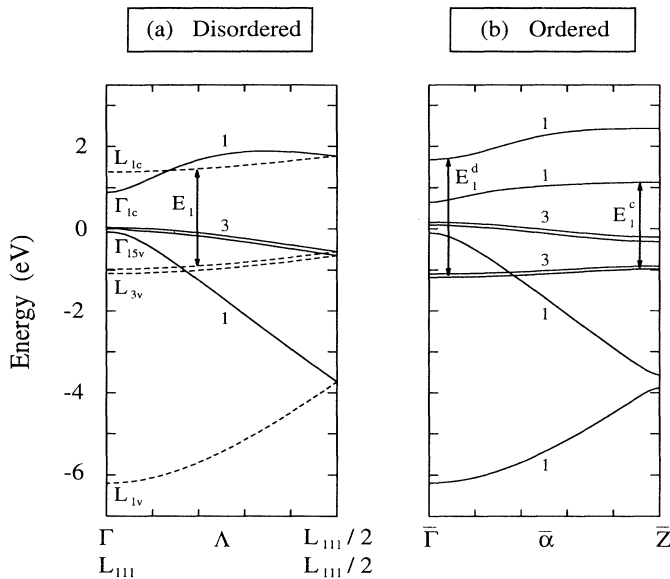 (a) Disordered
(b) Ordered
Energy (eV)
2
0
-2
-4
-6
L1c
Γ1c
Γ15v
L3v
L1v
1
E1
3
1
Γ
Λ
L111/2
L111
L111/2
1
1
E1d
E1c
3
3
1
1
Γ̅
α̅
Z̅